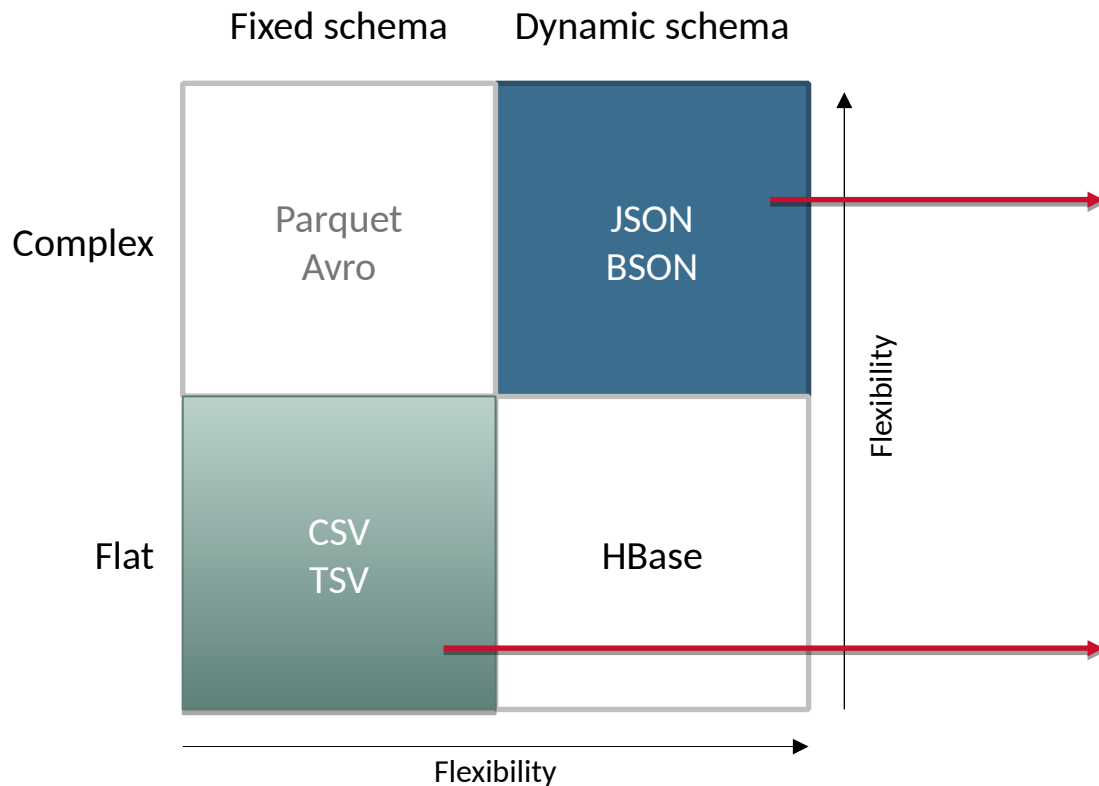 Fixed schema
Dynamic schema
Complex
Parquet
Avro
JSON
BSON
Flexibility
Flat
CSV
TSV
HBase
Flexibility